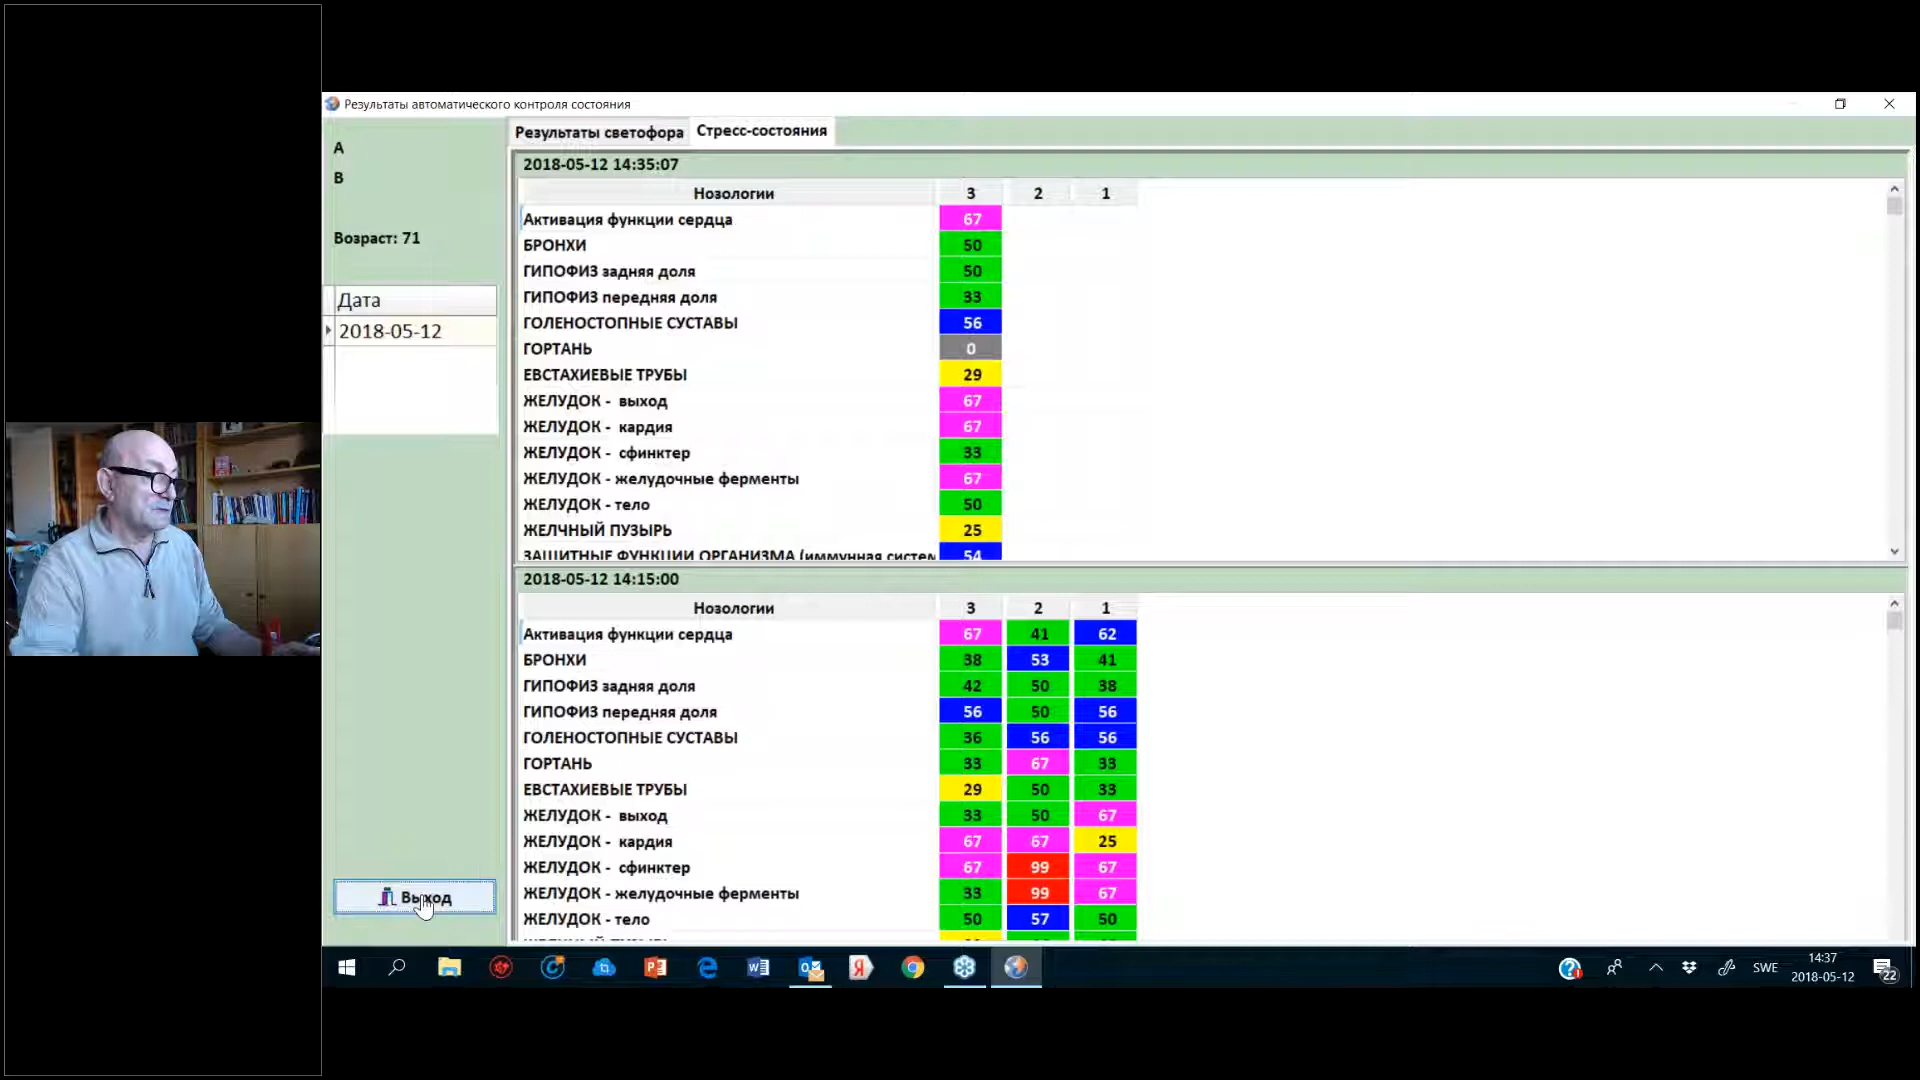 Результаты автоматического контроля состояния
A
B
Возраст: 71
Дата
2018-05-12
Выход
Результаты светофора Стресс-состояния
2018-05-12 14:35:07
Нозологии 3 2 1
Активация функции сердца 67
БРОНХИ 50
ГИПОФИЗ задняя доля 50
ГИПОФИЗ передняя доля 33
ГОЛЕНОСТОПНЫЕ СУСТАВЫ 56
ГОРТАНЬ 0
ЕВСТАХИЕВЫЕ ТРУБЫ 29
ЖЕЛУДОК - выход 67
ЖЕЛУДОК - кардия 67
ЖЕЛУДОК - сфинктер 33
ЖЕЛУДОК - желудочные ферменты 67
ЖЕЛУДОК - тело 50
ЖЕЛЧНЫЙ ПУЗЫРЬ 25
ЗАЩИТНЫЕ ФУНКЦИИ ОРГАНИЗМА (иммунная систем 54
2018-05-12 14:15:00
Нозологии 3 2 1
Активация функции сердца 67 41 62
БРОНХИ 38 53 41
ГИПОФИЗ задняя доля 42 50 38
ГИПОФИЗ передняя доля 56 50 56
ГОЛЕНОСТОПНЫЕ СУСТАВЫ 36 56 56
ГОРТАНЬ 33 67 33
ЕВСТАХИЕВЫЕ ТРУБЫ 29 50 33
ЖЕЛУДОК - выход 33 50 67
ЖЕЛУДОК - кардия 67 67 25
ЖЕЛУДОК - сфинктер 67 99 67
ЖЕЛУДОК - желудочные ферменты 33 99 67
ЖЕЛУДОК - тело 50 57 50
SWE
14:37
2018-05-12
22